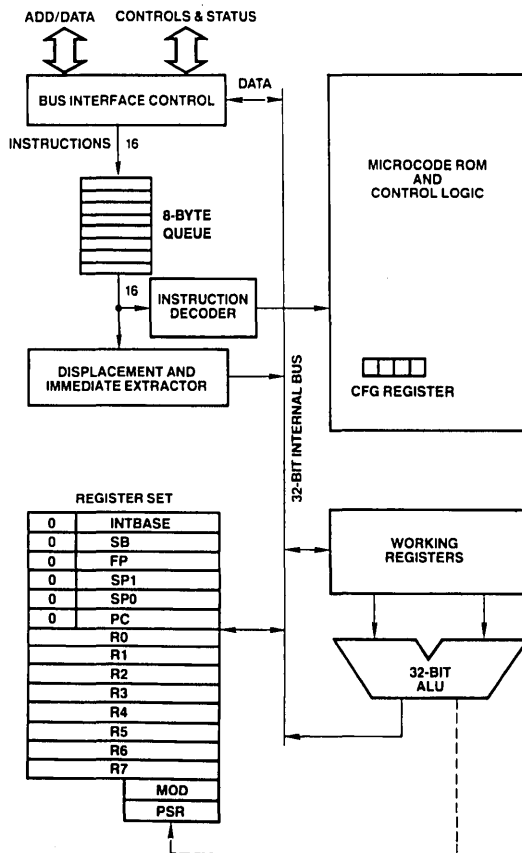 ADD/DATA
CONTROLS & STATUS
BUS INTERFACE CONTROL
DATA
INSTRUCTIONS
16
8-BYTE
QUEUE
16
INSTRUCTION
DECODER
DISPLACEMENT AND
IMMEDIATE EXTRACTOR
MICROCODE ROM
AND
CONTROL LOGIC
CFG REGISTER
32-BIT INTERNAL BUS
REGISTER SET
0 INTBASE
0 SB
0 FP
0 SP1
0 SP0
0 PC
R0
R1
R2
R3
R4
R5
R6
R7
MOD
PSR
WORKING
REGISTERS
32-BIT
ALU